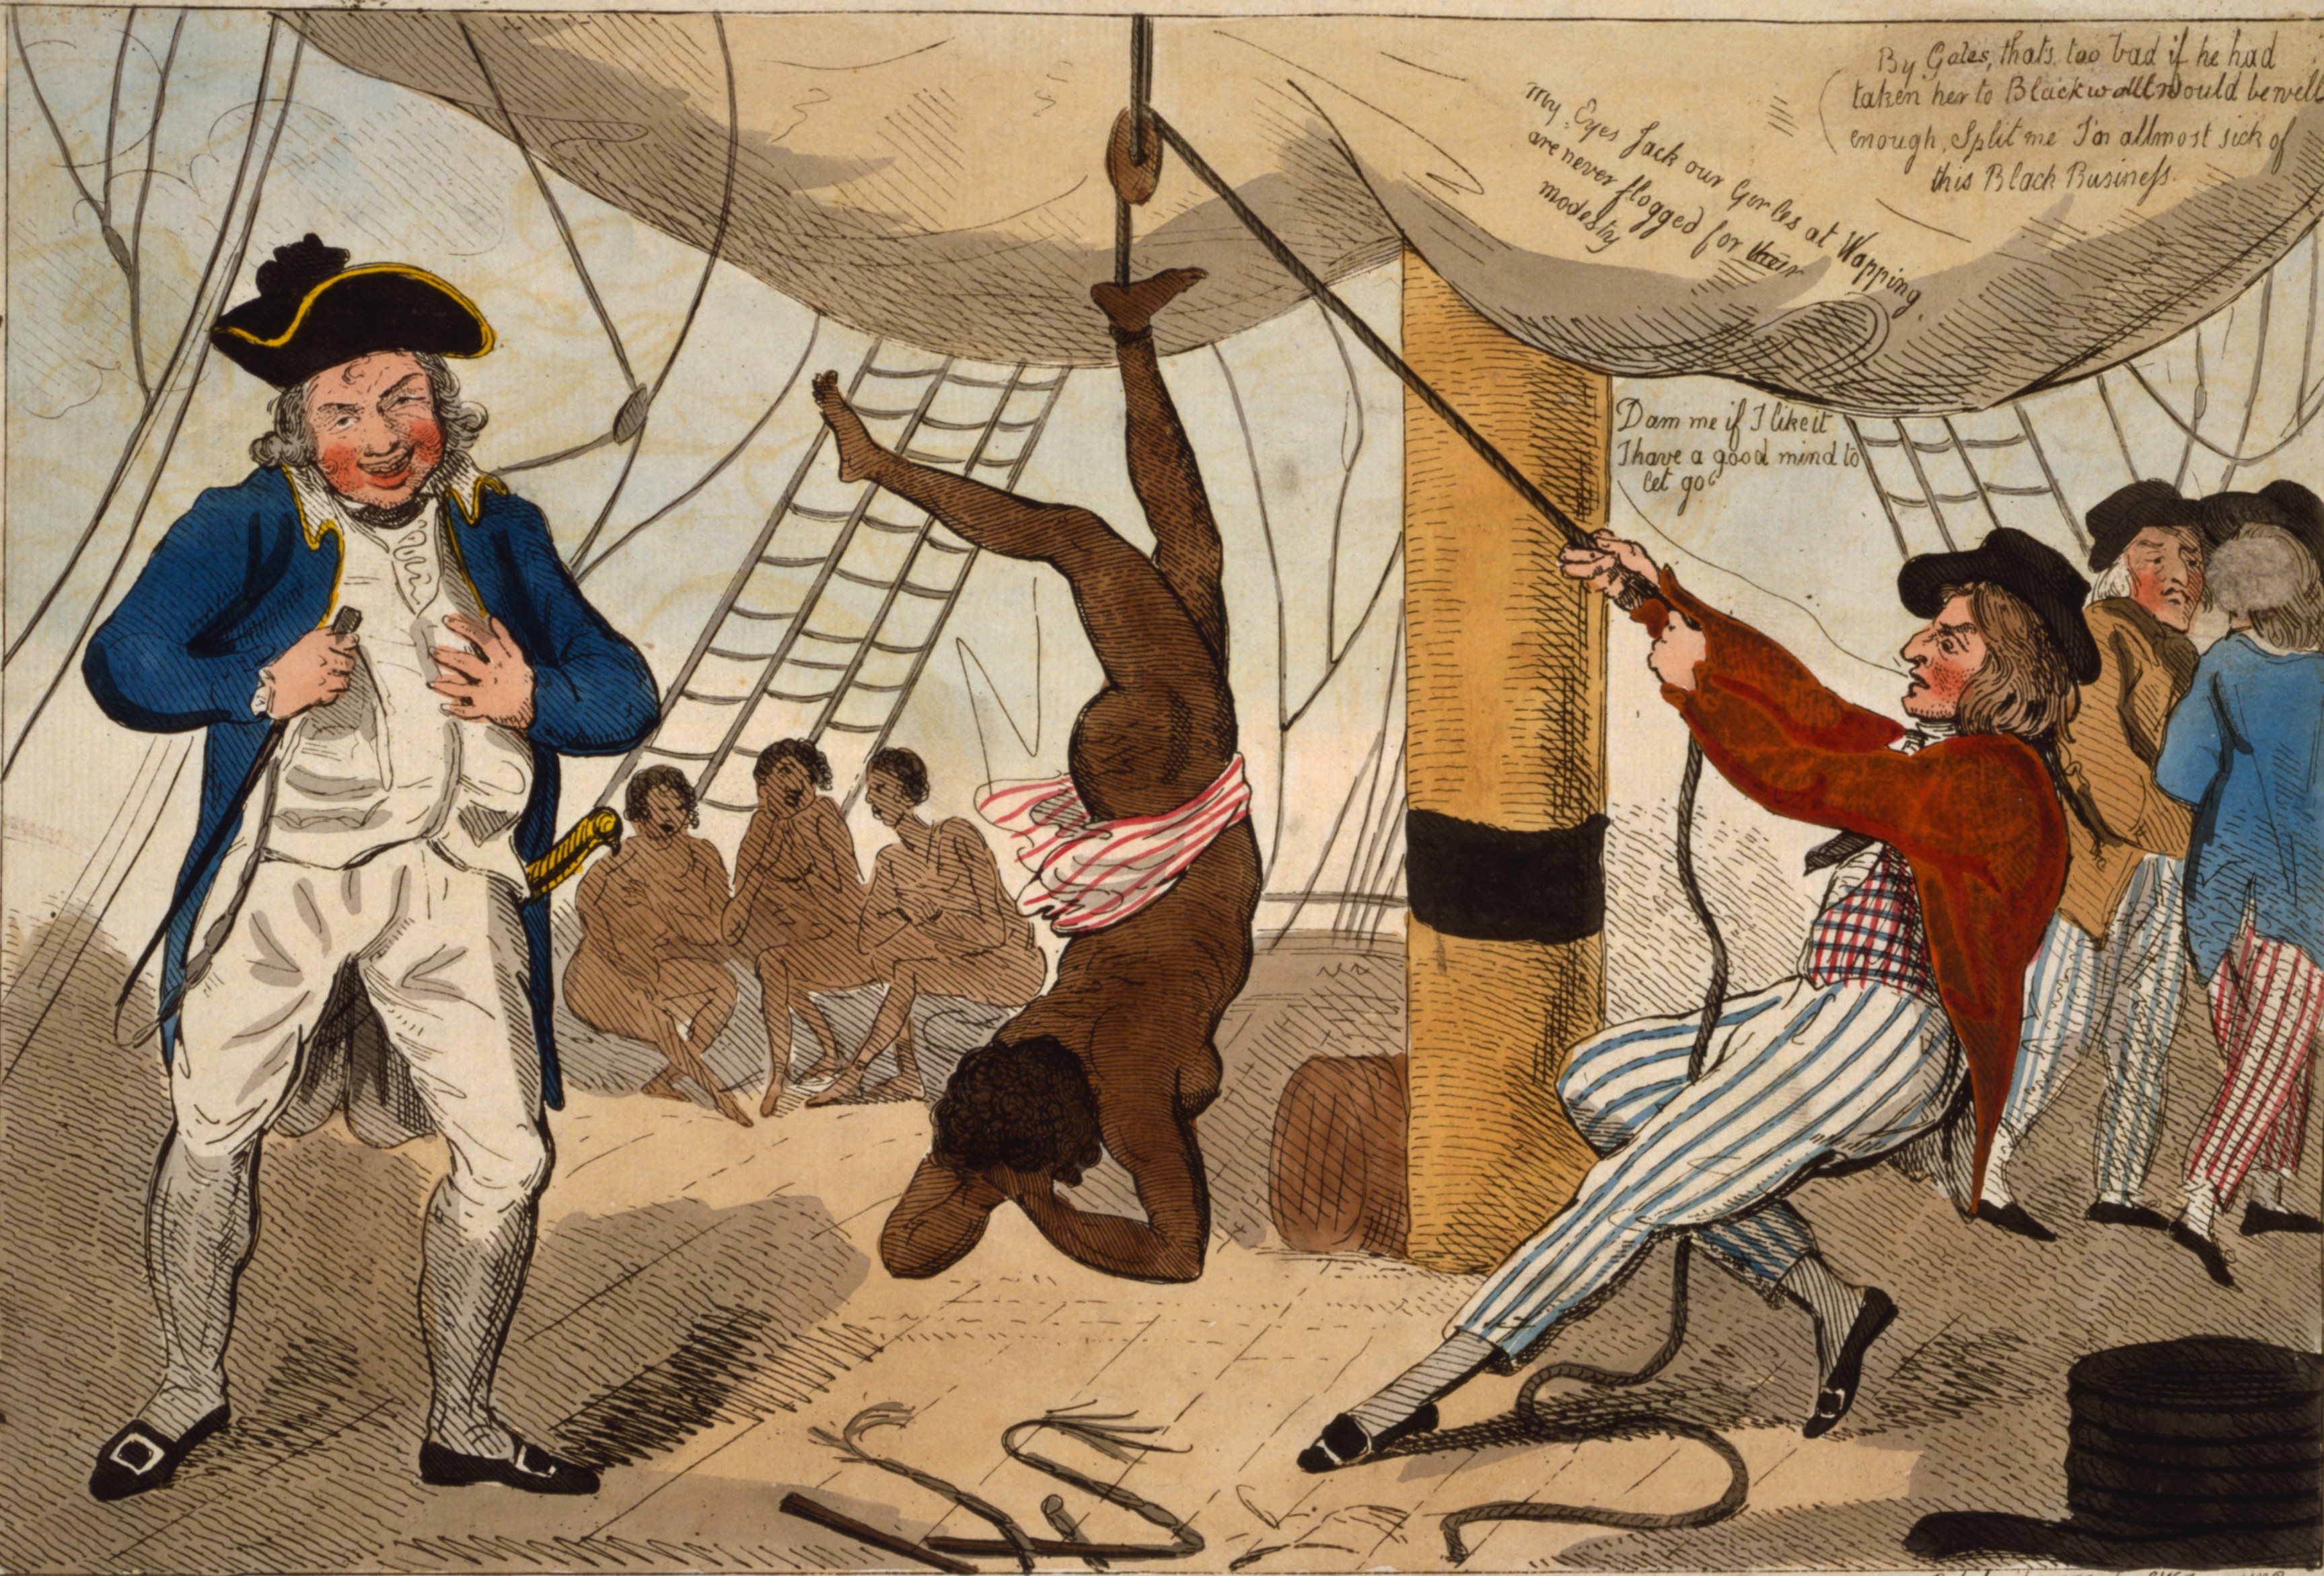 By Gales, thats too bad if he had
taken her to Blackwall would be well
enough, Split me I'm allmost sick of
this Black Business.
My Eyes Jack our Girles at Wapping
are never flogged for their
modesty
Dam me if I like it
I have a good mind to
let go